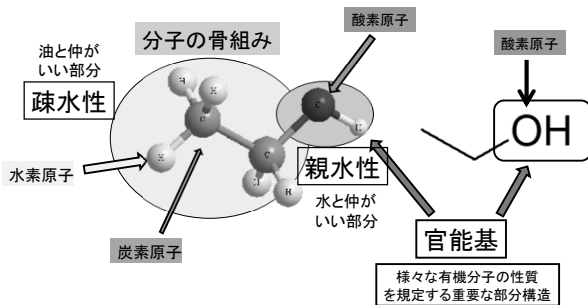 分子の骨組み
酸素原子
酸素原子
油と仲が
いい部分
疎水性
OH
水素原子
親水性
水と仲が
いい部分
炭素原子
官能基
様々な有機分子の性質
を規定する重要な部分構造
H
H
C
H
C
H
H